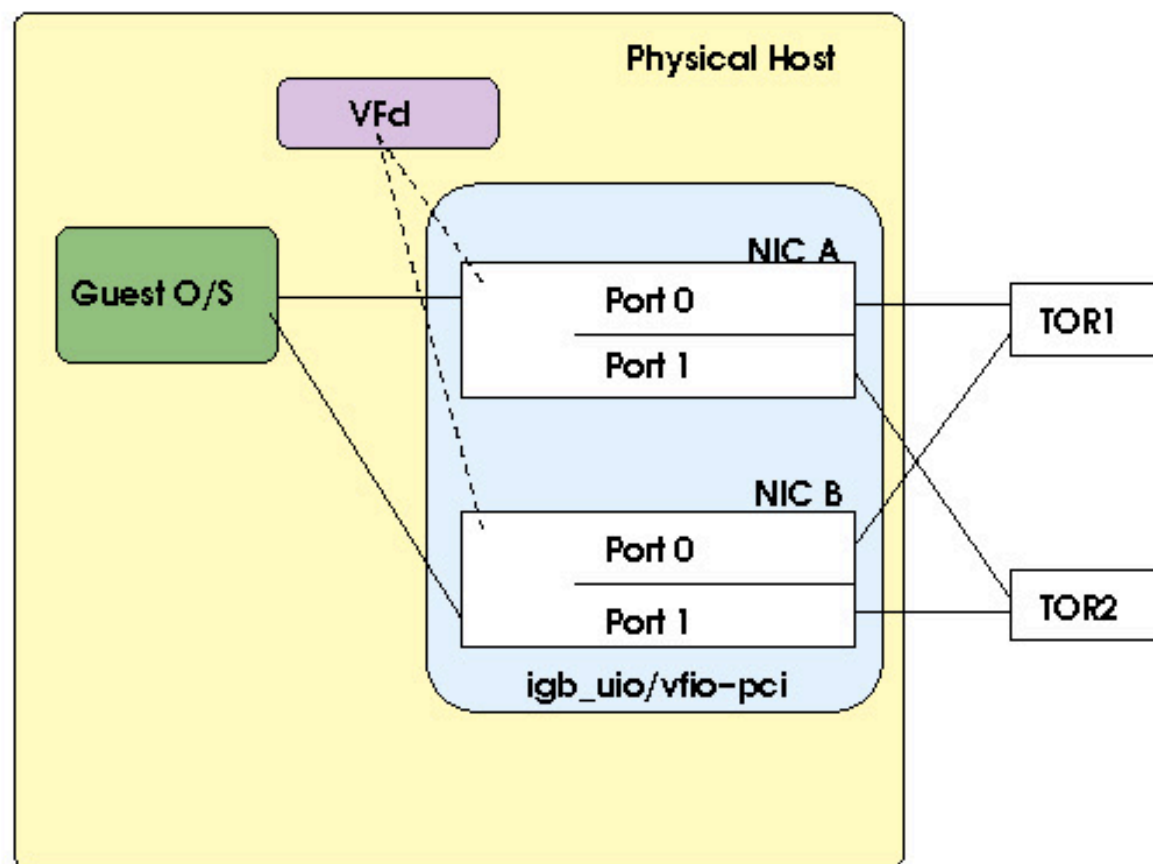 Physical Host
VFd
NIC A
Guest O/S
Port 0
TOR1
Port 1
NIC B
Port 0
TOR2
Port 1
igb_uio/vfio-pci